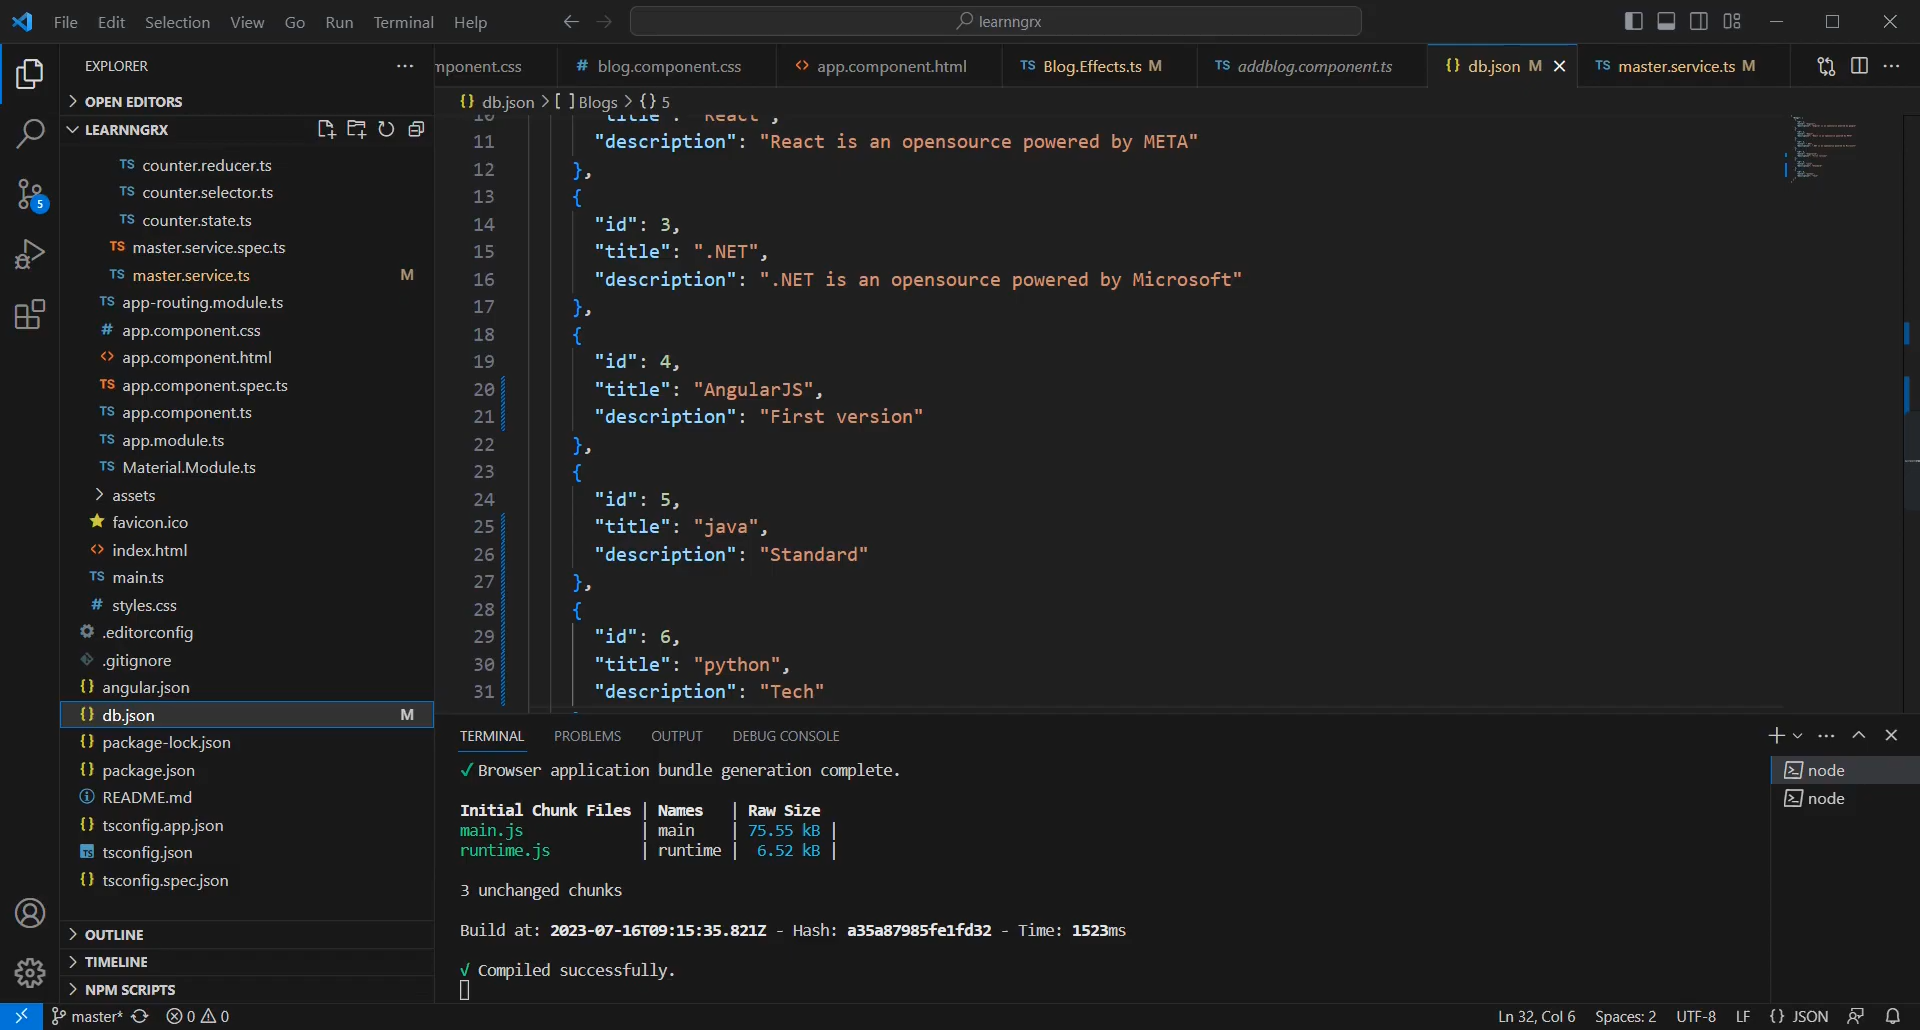 File Edit Selection View Go Run Terminal Help
learnngrx
EXPLORER
OPEN EDITORS
LEARNNGRX
counter.reducer.ts
counter.selector.ts
counter.state.ts
master.service.spec.ts
master.service.ts M
app-routing.module.ts
app.component.css
app.component.html
app.component.spec.ts
app.component.ts
app.module.ts
Material.Module.ts
assets
favicon.ico
index.html
main.ts
styles.css
.editorconfig
.gitignore
angular.json
db.json M
package-lock.json
package.json
README.md
tsconfig.app.json
tsconfig.json
tsconfig.spec.json
OUTLINE
TIMELINE
NPM SCRIPTS
5
mponent.css # blog.component.css <> app.component.html TS Blog.Effects.ts M TS addblog.component.ts {} db.json M TS master.service.ts M
{} db.json > [ ] Blogs > {} 5
10 "title": "React",
11 "description": "React is an opensource powered by META"
12 },
13 {
14 "id": 3,
15 "title": ".NET",
16 "description": ".NET is an opensource powered by Microsoft"
17 },
18 {
19 "id": 4,
20 "title": "AngularJS",
21 "description": "First version"
22 },
23 {
24 "id": 5,
25 "title": "java",
26 "description": "Standard"
27 },
28 {
29 "id": 6,
30 "title": "python",
31 "description": "Tech"
TERMINAL PROBLEMS OUTPUT DEBUG CONSOLE
✓ Browser application bundle generation complete.
Initial Chunk Files | Names | Raw Size
main.js | main | 75.55 kB |
runtime.js | runtime | 6.52 kB |
3 unchanged chunks
Build at: 2023-07-16T09:15:35.821Z - Hash: a35a87985fe1fd32 - Time: 1523ms
√ Compiled successfully.
node
node
master* 0 0 Ln 32, Col 6 Spaces: 2 UTF-8 LF {} JSON